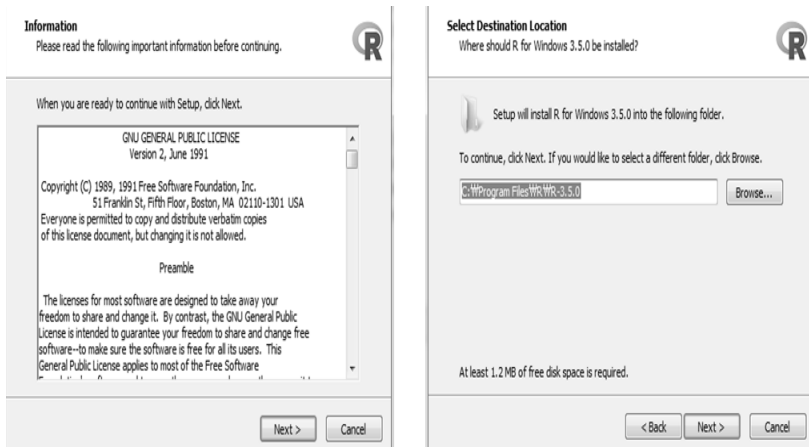 Information
Please read the following important information before continuing.
R
When you are ready to continue with Setup, click Next.
GNU GENERAL PUBLIC LICENSE
Version 2, June 1991
Copyright (C) 1989, 1991 Free Software Foundation, Inc.
51 Franklin St, Fifth Floor, Boston, MA 02110-1301 USA
Everyone is permitted to copy and distribute verbatim copies
of this license document, but changing it is not allowed.
Preamble
The licenses for most software are designed to take away your
freedom to share and change it. By contrast, the GNU General Public
License is intended to guarantee your freedom to share and change free
software--to make sure the software is free for all its users. This
General Public License applies to most of the Free Software
Next >
Cancel
Select Destination Location
Where should R for Windows 3.5.0 be installed?
R
Setup will install R for Windows 3.5.0 into the following folder.
To continue, click Next. If you would like to select a different folder, click Browse.
C:₩Program Files₩R₩R-3.5.0
Browse...
At least 1.2 MB of free disk space is required.
< Back
Next >
Cancel